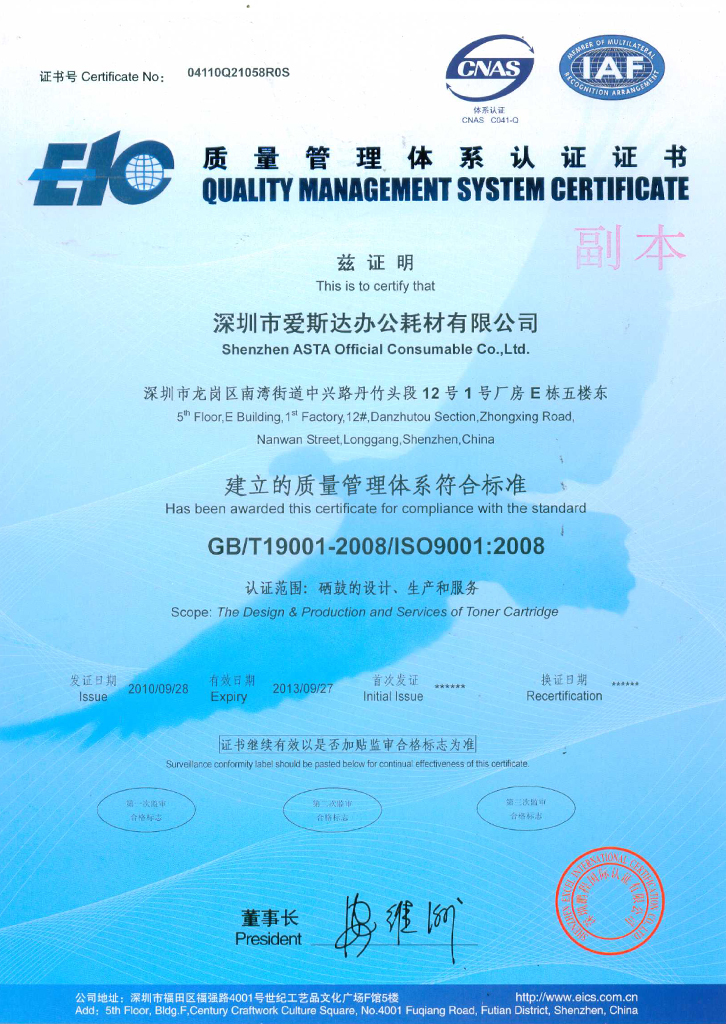 证书号 Certificate No： 04110Q21058R0S
CNAS
体系认证
CNAS C041-Q
MEMBER OF MULTILATERAL
IAF
RECOGNITION ARRANGEMENT
EIC
质量管理体系认证证书
QUALITY MANAGEMENT SYSTEM CERTIFICATE
副本
兹证明
This is to certify that
深圳市爱斯达办公耗材有限公司
Shenzhen ASTA Official Consumable Co.,Ltd.
深圳市龙岗区南湾街道中兴路丹竹头段 12 号 1 号厂房 E 栋五楼东
5th Floor,E Building,1st Factory,12#,Danzhutou Section,Zhongxing Road,
Nanwan Street,Longgang,Shenzhen,China
建立的质量管理体系符合标准
Has been awarded this certificate for compliance with the standard
GB/T19001-2008/ISO9001:2008
认证范围：硒鼓的设计、生产和服务
Scope: The Design & Production and Services of Toner Cartridge
发证日期 Issue 2010/09/28
有效日期 Expiry 2013/09/27
首次发证 Initial Issue ******
换证日期 Recertification ******
证书继续有效以是否加贴监审合格标志为准
Surveillance conformity label should be pasted below for continual effectiveness of this certificate.
第一次监审
合格标志
第二次监审
合格标志
第三次监审
合格标志
董事长
President
SHENZHEN EXCEL INTERNATIONAL CERTIFICATION CO.,LTD
公司地址：深圳市福田区福强路4001号世纪工艺品文化广场F馆5楼
http://www.eics.com.cn
Add：5th Floor, Bldg.F,Century Craftwork Culture Square, No.4001 Fuqiang Road, Futian District, Shenzhen, China